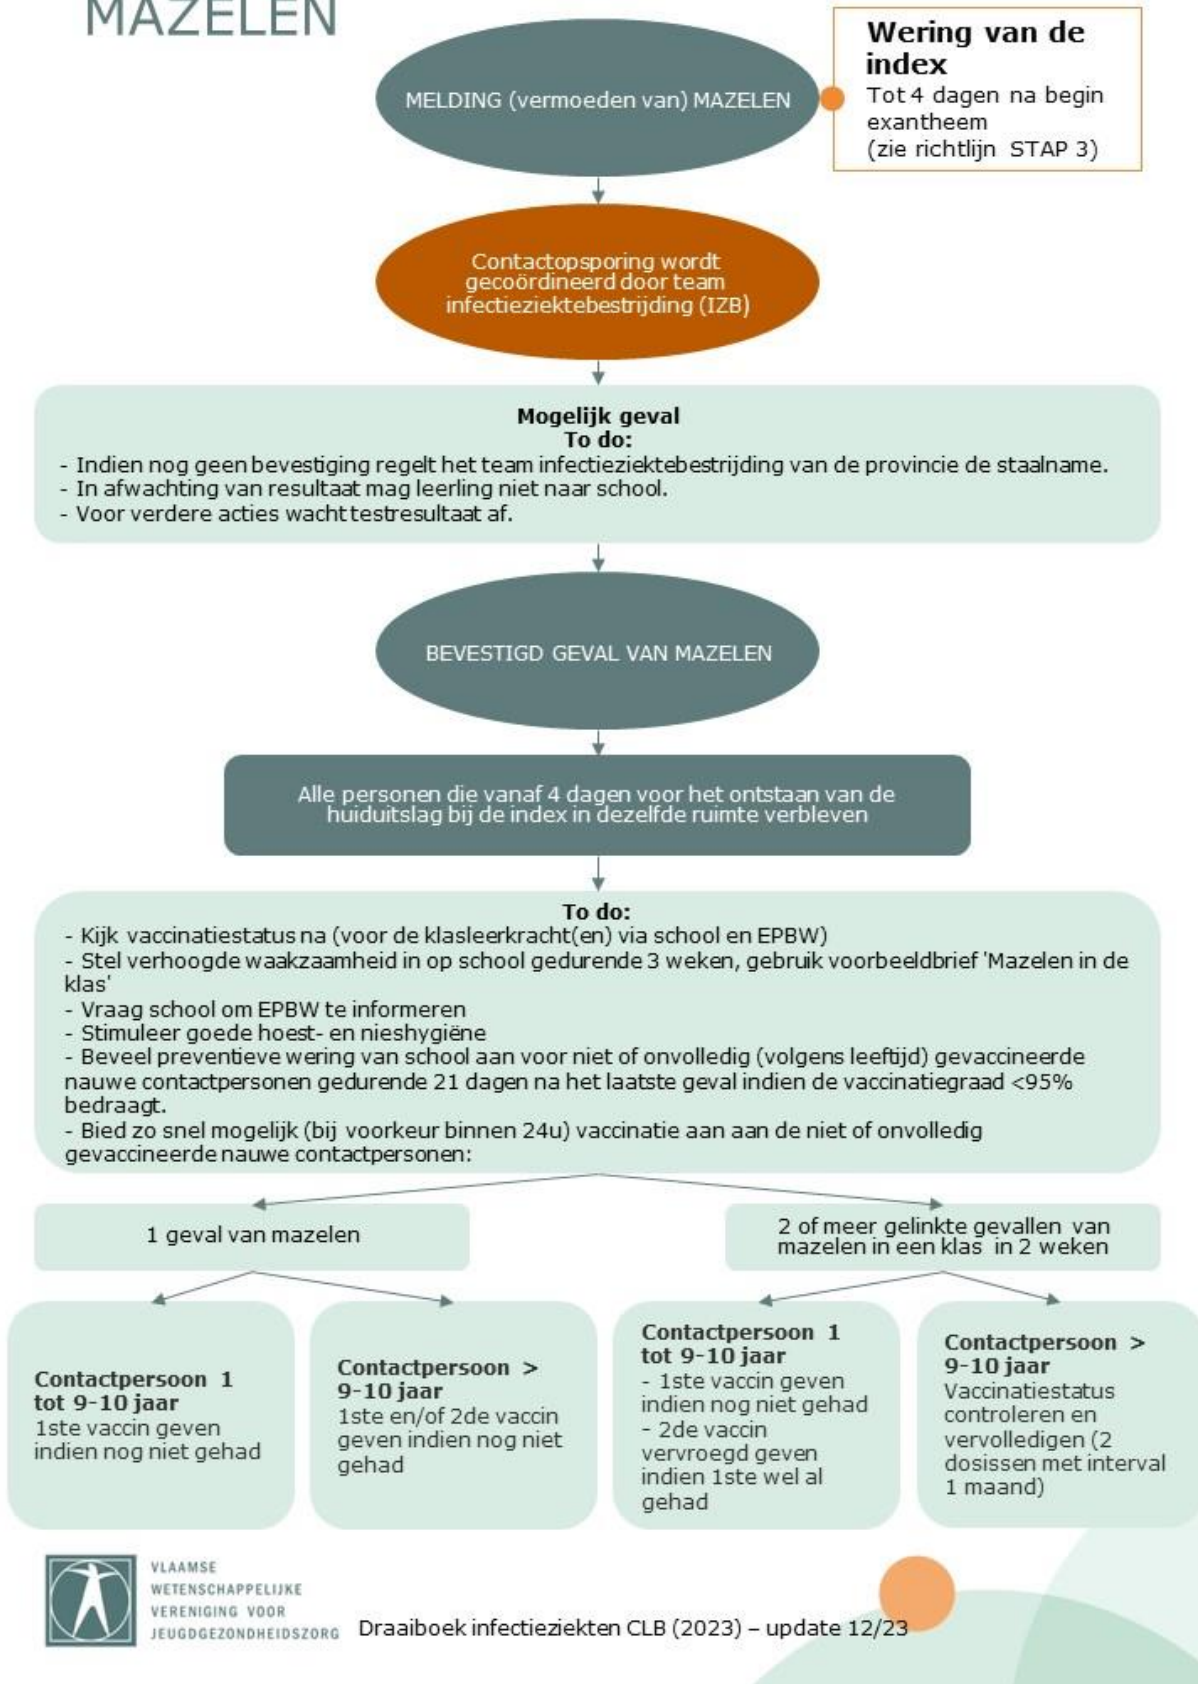 MAZELEN
MELDING (vermoeden van) MAZELEN
Wering van de
index
Tot 4 dagen na begin
exantheem
(zie richtlijn STAP 3)
Contactopsporing wordt
gecoördineerd door team
infectieziektebestrijding (IZB)
Mogelijk geval
To do:
- Indien nog geen bevestiging regelt het team infectieziektebestrijding van de provincie de staalname.
- In afwachting van resultaat mag leerling niet naar school.
- Voor verdere acties wacht testresultaat af.
BEVESTIGD GEVAL VAN MAZELEN
Alle personen die vanaf 4 dagen voor het ontstaan van de
huiduitslag bij de index in dezelfde ruimte verbleven
To do:
- Kijk vaccinatiestatus na (voor de klasleerkracht(en) via school en EPBW)
- Stel verhoogde waakzaamheid in op school gedurende 3 weken, gebruik voorbeeldbrief 'Mazelen in de
klas'
- Vraag school om EPBW te informeren
- Stimuleer goede hoest- en nieshygiëne
- Beveel preventieve wering van school aan voor niet of onvolledig (volgens leeftijd) gevaccineerde
nauwe contactpersonen gedurende 21 dagen na het laatste geval indien de vaccinatiegraad <95%
bedraagt.
- Bied zo snel mogelijk (bij voorkeur binnen 24u) vaccinatie aan aan de niet of onvolledig
gevaccineerde nauwe contactpersonen:
1 geval van mazelen
2 of meer gelinkte gevallen van
mazelen in een klas in 2 weken
Contactpersoon 1
tot 9-10 jaar
1ste vaccin geven
indien nog niet gehad
Contactpersoon >
9-10 jaar
1ste en/of 2de vaccin
geven indien nog niet
gehad
Contactpersoon 1
tot 9-10 jaar
- 1ste vaccin geven
indien nog niet gehad
- 2de vaccin
vervroegd geven
indien 1ste wel al
gehad
Contactpersoon >
9-10 jaar
Vaccinatiestatus
controleren en
vervolledigen (2
dosissen met interval
1 maand)
VLAAMSE
WETENSCHAPPELIJKE
VERENIGING VOOR
JEUGDGEZONDHEIDSZORG
Draaiboek infectieziekten CLB (2023) – update 12/23